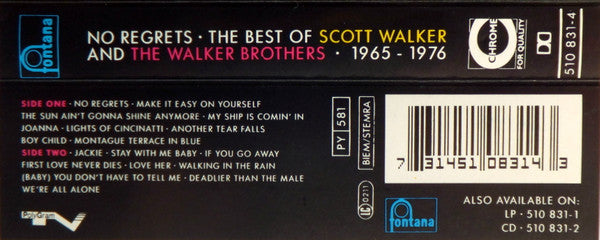 fontana
NO REGRETS · THE BEST OF SCOTT WALKER
AND THE WALKER BROTHERS · 1965 - 1976
CHROME
FOR QUALITY
510 831-4
SIDE ONE · NO REGRETS · MAKE IT EASY ON YOURSELF
THE SUN AIN'T GONNA SHINE ANYMORE · MY SHIP IS COMIN' IN
JOANNA · LIGHTS OF CINCINATTI · ANOTHER TEAR FALLS
BOY CHILD · MONTAGUE TERRACE IN BLUE
SIDE TWO · JACKIE · STAY WITH ME BABY · IF YOU GO AWAY
FIRST LOVE NEVER DIES · LOVE HER · WALKING IN THE RAIN
(BABY) YOU DON'T HAVE TO TELL ME · DEADLIER THAN THE MALE
WE'RE ALL ALONE
PolyGram
TV
PY 581
BIEM/STEMRA
LC 0211
7 31451 08314 3
fontana
ALSO AVAILABLE ON:
LP · 510 831-1
CD · 510 831-2